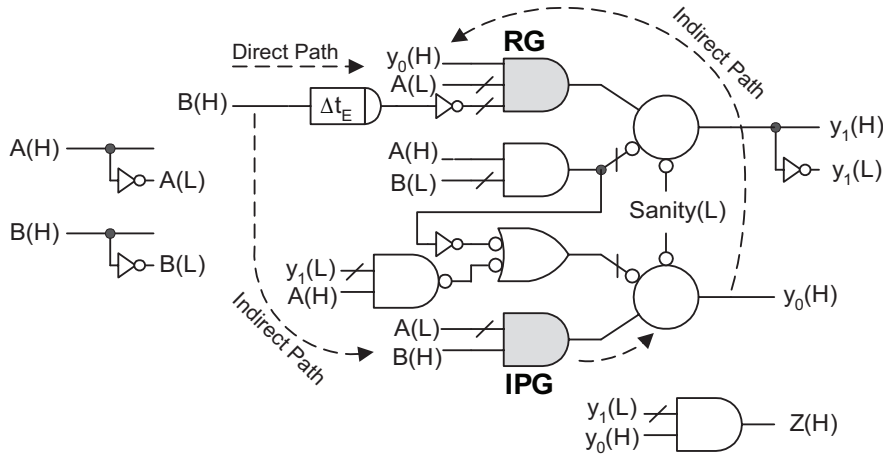 RG
Direct Path
Indirect Path
y0(H)
A(L)
B(H)
ΔtE
A(H)
A(L)
A(H)
B(L)
y1(H)
y1(L)
Sanity(L)
B(H)
B(L)
y1(L)
A(H)
y0(H)
Indirect Path
A(L)
B(H)
IPG
y1(L)
y0(H)
Z(H)